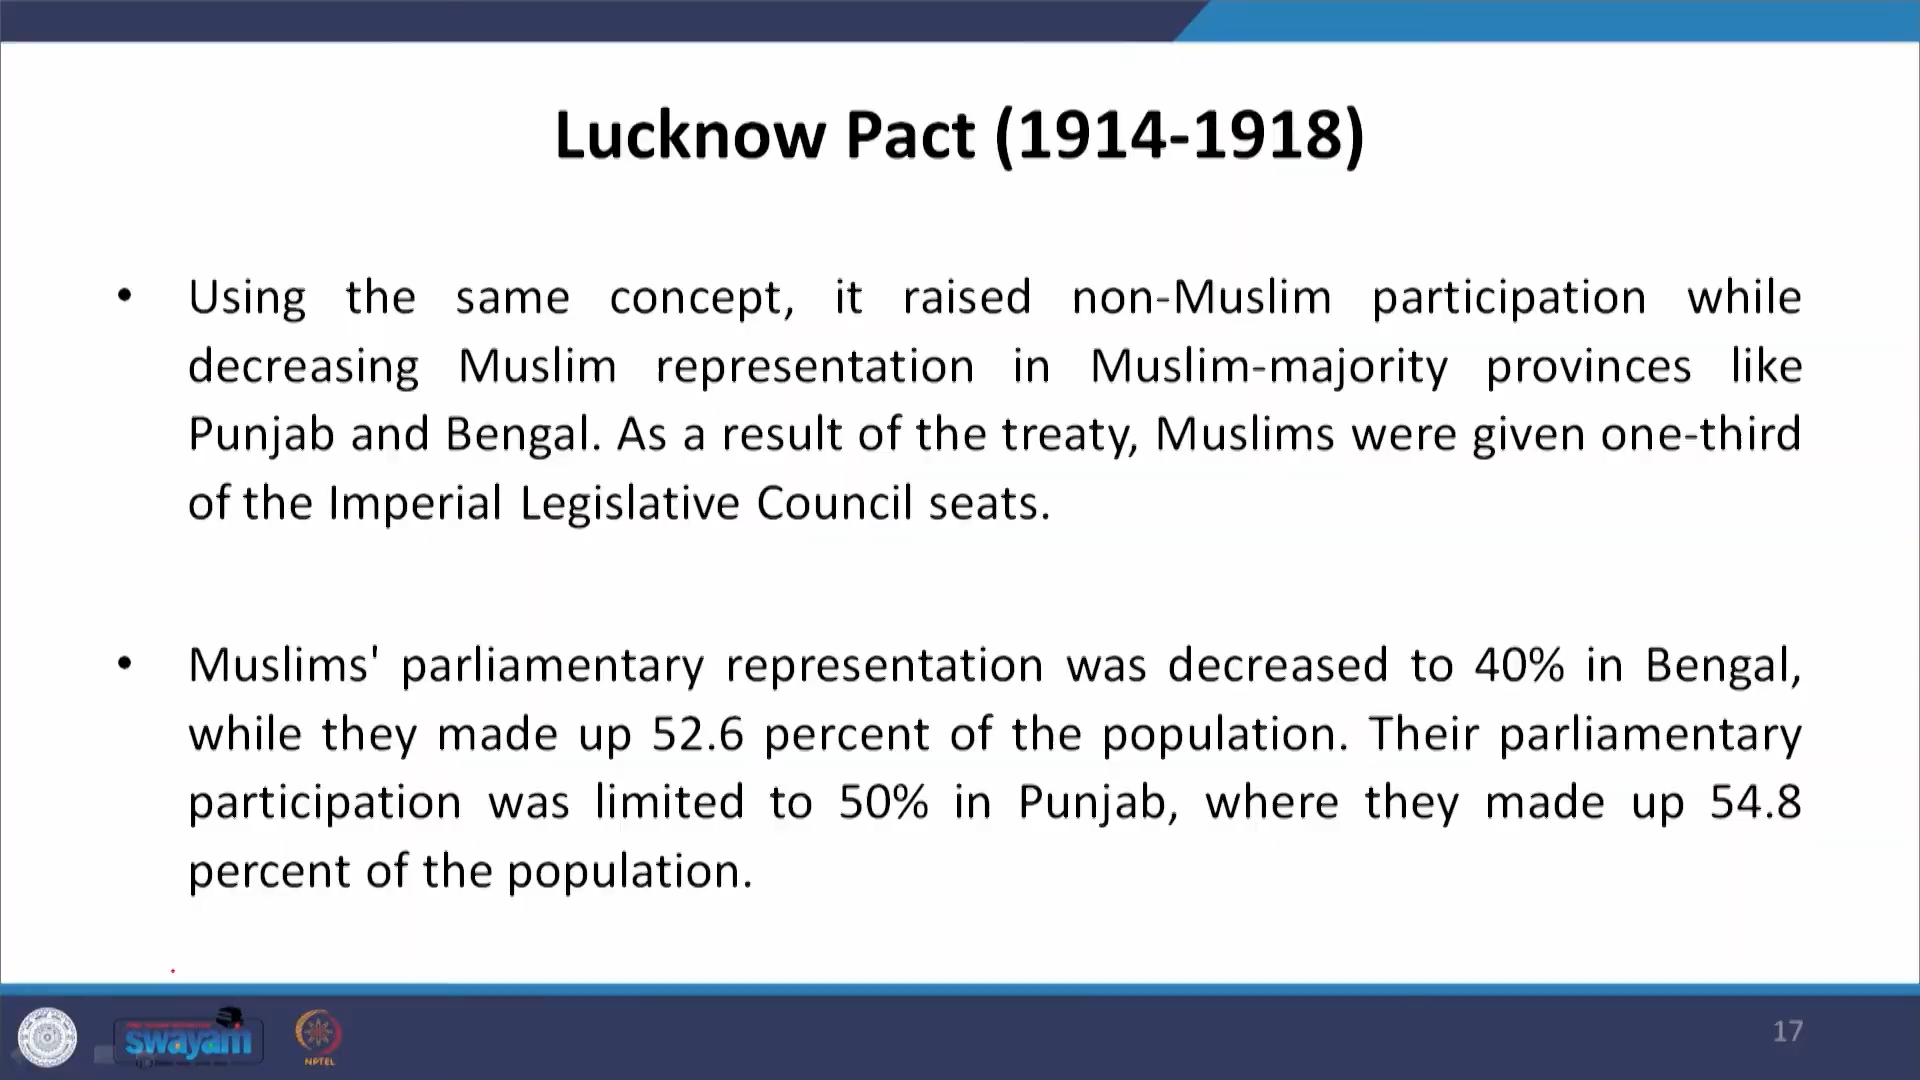 Lucknow Pact (1914-1918)
• Using the same concept, it raised non-Muslim participation while
decreasing Muslim representation in Muslim-majority provinces like
Punjab and Bengal. As a result of the treaty, Muslims were given one-third
of the Imperial Legislative Council seats.
• Muslims' parliamentary representation was decreased to 40% in Bengal,
while they made up 52.6 percent of the population. Their parliamentary
participation was limited to 50% in Punjab, where they made up 54.8
percent of the population.
swayam
NPTEL
17